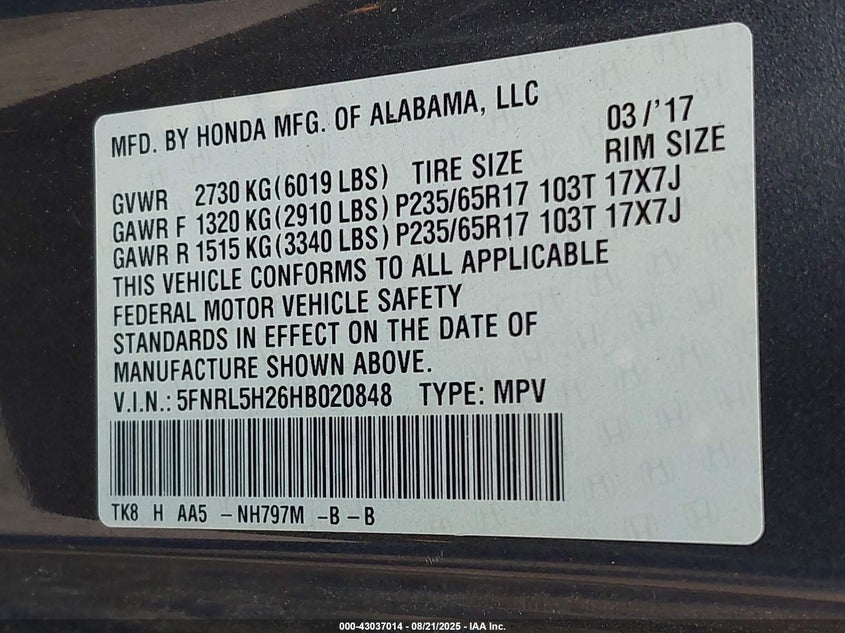 MFD. BY HONDA MFG. OF ALABAMA, LLC 03/'17
GVWR 2730 KG(6019 LBS) TIRE SIZE RIM SIZE
GAWR F 1320 KG(2910 LBS) P235/65R17 103T 17X7J
GAWR R 1515 KG(3340 LBS) P235/65R17 103T 17X7J
THIS VEHICLE CONFORMS TO ALL APPLICABLE
FEDERAL MOTOR VEHICLE SAFETY
STANDARDS IN EFFECT ON THE DATE OF
MANUFACTURE SHOWN ABOVE.
V.I.N.: 5FNRL5H26HB020848 TYPE: MPV
TK8 H AA5 -NH797M -B-B
000-43037014 - 08/21/2025 - IAA Inc.